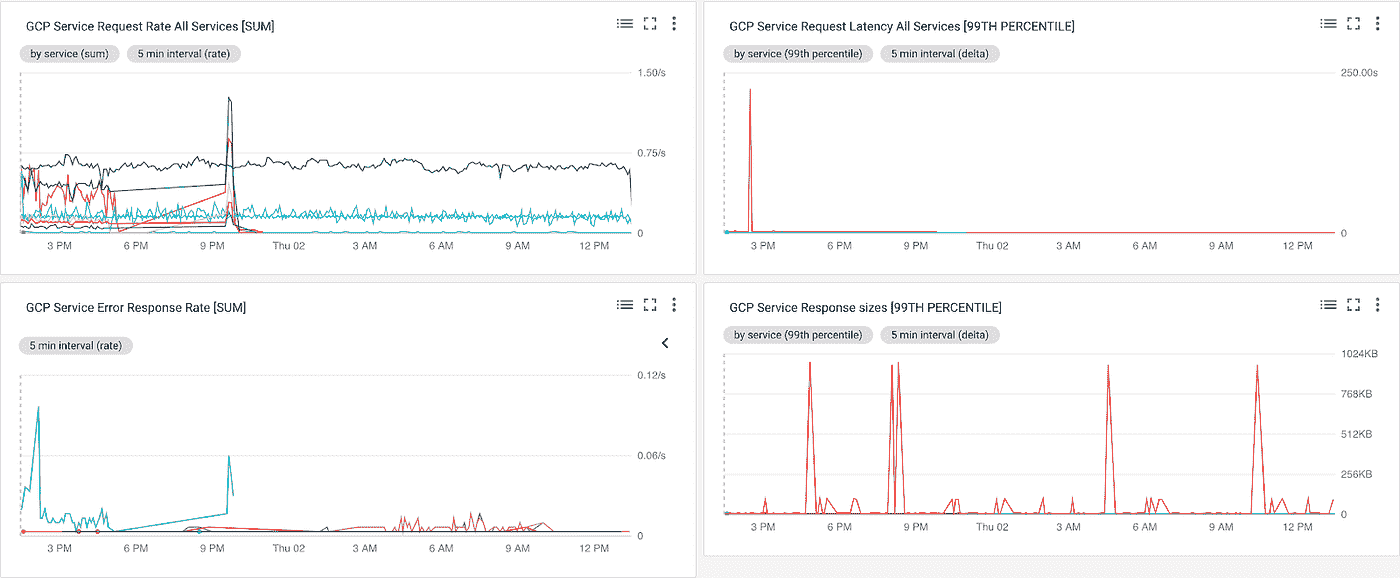 GCP Service Request Rate All Services [SUM]
by service (sum) 5 min interval (rate)
1.50/s
0.75/s
0
3 PM 6 PM 9 PM Thu 02 3 AM 6 AM 9 AM 12 PM
GCP Service Request Latency All Services [99TH PERCENTILE]
by service (99th percentile) 5 min interval (delta)
250.00s
0
3 PM 6 PM 9 PM Thu 02 3 AM 6 AM 9 AM 12 PM
GCP Service Error Response Rate [SUM]
5 min interval (rate)
0.12/s
0.06/s
0
3 PM 6 PM 9 PM Thu 02 3 AM 6 AM 9 AM 12 PM
GCP Service Response sizes [99TH PERCENTILE]
by service (99th percentile) 5 min interval (delta)
1024KB
768KB
512KB
256KB
0
3 PM 6 PM 9 PM Thu 02 3 AM 6 AM 9 AM 12 PM